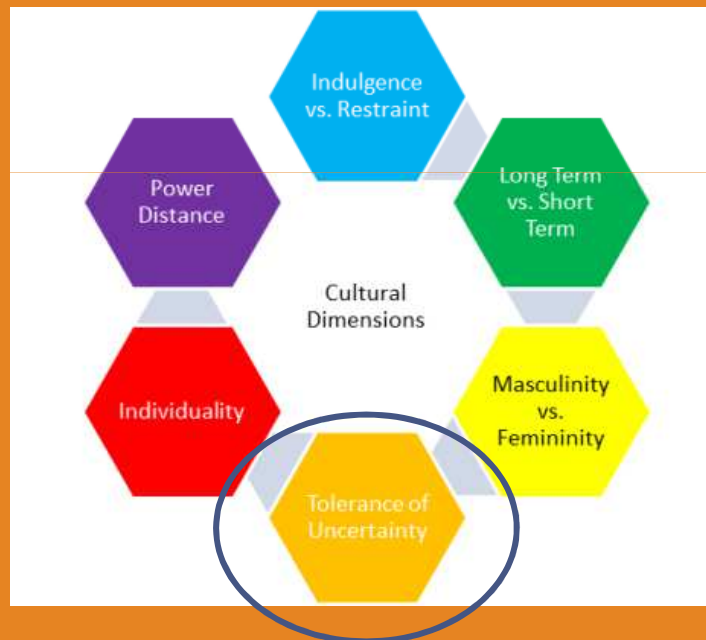 Indulgence
vs. Restraint
Long Term
vs. Short
Term
Power
Distance
Cultural
Dimensions
Masculinity
vs.
Femininity
Individuality
Tolerance of
Uncertainty